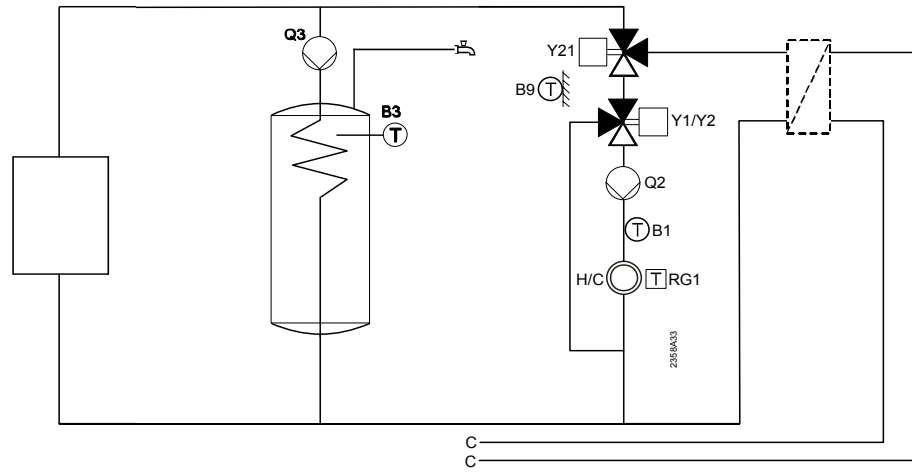 Q3
Y21
B9 T
B3
T
Y1/Y2
Q2
T B1
H/C T RG1
2358A33
C
C